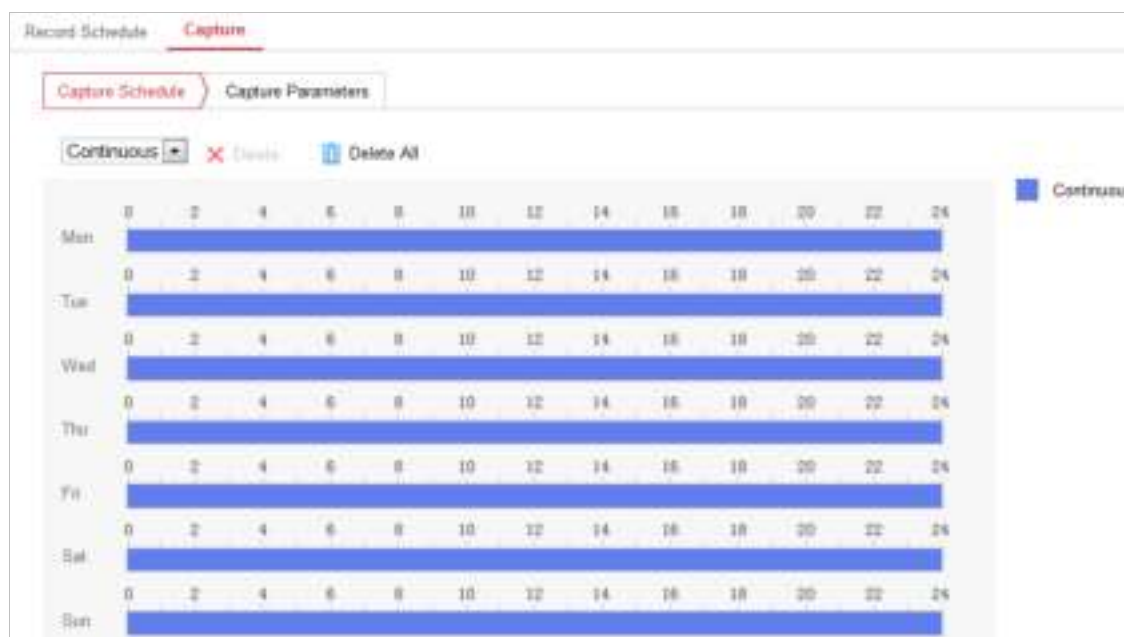 Record Schedule Capture
Capture Schedule Capture Parameters
Continuous Delete Delete All
Continuou
0 2 4 6 8 10 12 14 16 18 20 22 24
Mon
0 2 4 6 8 10 12 14 16 18 20 22 24
Tue
0 2 4 6 8 10 12 14 16 18 20 22 24
Wed
0 2 4 6 8 10 12 14 16 18 20 22 24
Thu
0 2 4 6 8 10 12 14 16 18 20 22 24
Fri
0 2 4 6 8 10 12 14 16 18 20 22 24
Sat
0 2 4 6 8 10 12 14 16 18 20 22 24
Sun